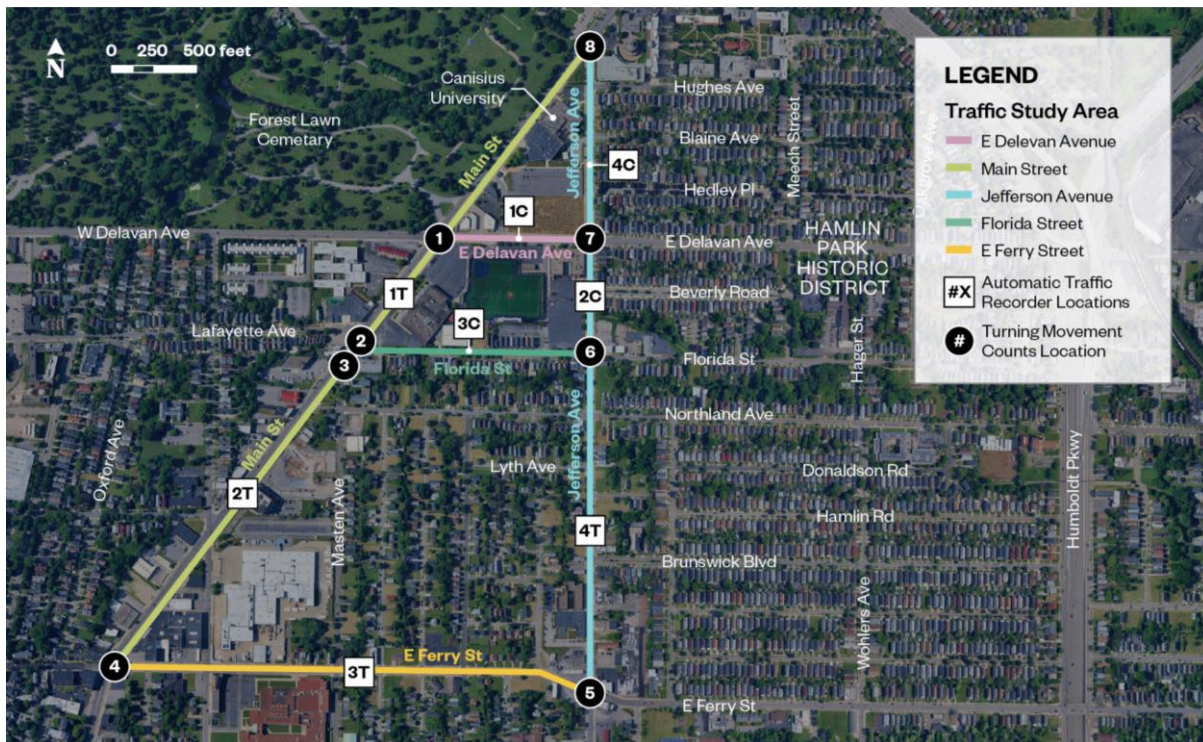 N
0 250 500 feet
8
Canisius
University
Forest Lawn
Cemetery
Main St
Jefferson Ave
Hughes Ave
Blaine Ave
4C
Hedley Pl
Meech Street
1C
W Delavan Ave
1
7
E Delavan Ave
E Delavan Ave
HAMLIN
PARK
HISTORIC
DISTRICT
1T
2C
Beverly Road
Lafayette Ave
3C
2
3
6
Florida St
Florida St
Hager St
Northland Ave
Oxford Ave
Main St
Lyth Ave
Jefferson Ave
Donaldson Rd
2T
Masten Ave
4T
Hamlin Rd
Humboldt Pkwy
Brunswick Blvd
Wohlers Ave
4
E Ferry St
3T
5
E Ferry St
LEGEND
Traffic Study Area
E Delevan Avenue
Main Street
Jefferson Avenue
Florida Street
E Ferry Street
#X Automatic Traffic
Recorder Locations
# Turning Movement
Counts Location